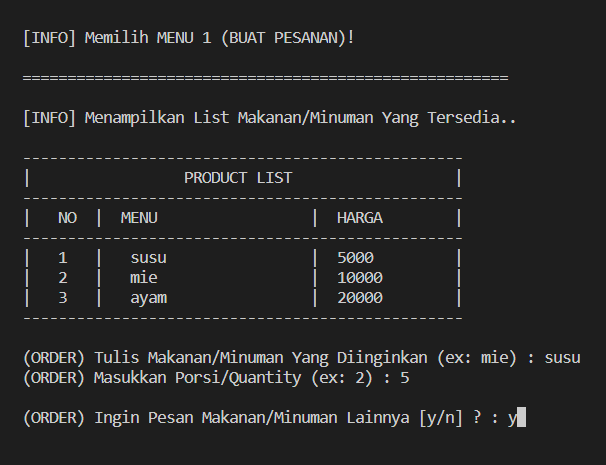 [INFO] Memilih MENU 1 (BUAT PESANAN)!
======================================================
[INFO] Menampilkan List Makanan/Minuman Yang Tersedia..
-------------------------------------------------
| PRODUCT LIST |
-------------------------------------------------
| NO | MENU | HARGA |
-------------------------------------------------
| 1 | susu | 5000 |
| 2 | mie | 10000 |
| 3 | ayam | 20000 |
-------------------------------------------------
(ORDER) Tulis Makanan/Minuman Yang Diinginkan (ex: mie) : susu
(ORDER) Masukkan Porsi/Quantity (ex: 2) : 5
(ORDER) Ingin Pesan Makanan/Minuman Lainnya [y/n] ? : y